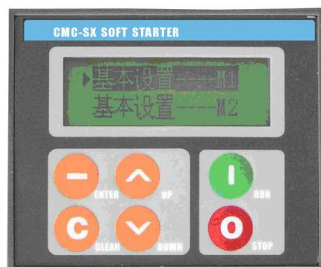 CMC-SX SOFT STARTER
基本设置----M1
基本设置----M2
ENTER
UP
RUN
C
CLEAN
DOWN
STOP